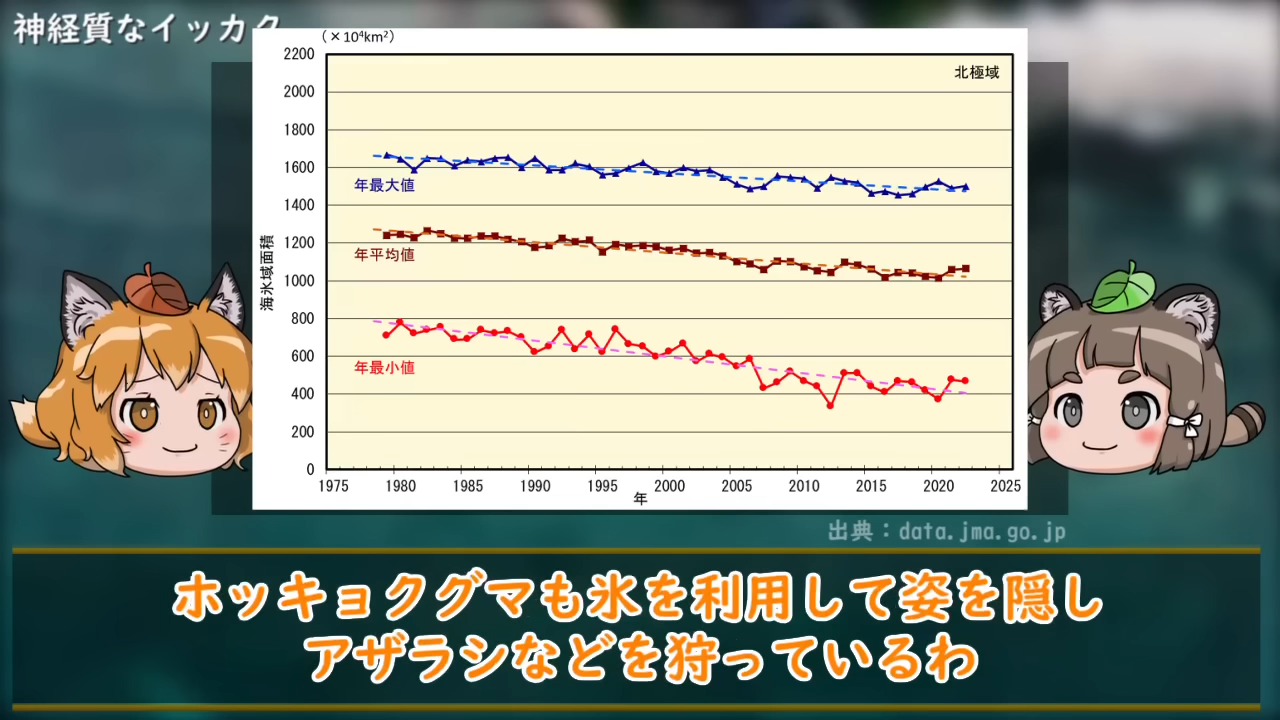 神経質なイッカク
(×10⁴km²)
2200
2000
1800
1600
1400
1200
1000
800
600
400
200
0
海氷域面積
北極域
年最大値
年平均値
年最小値
1975 1980 1985 1990 1995 2000 2005 2010 2015 2020 2025
年
出典：data.jma.go.jp
ホッキョクグマも氷を利用して姿を隠し
アザラシなどを狩っているわ